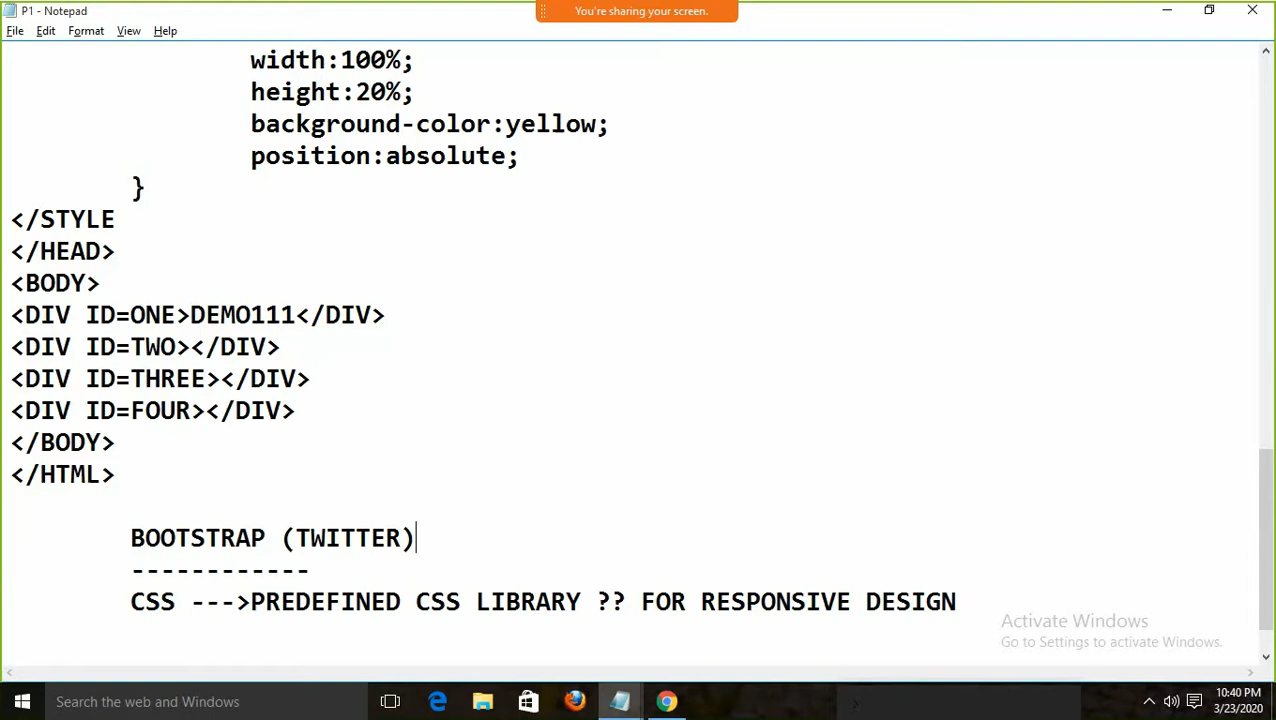 P1 - Notepad
You're sharing your screen.
File Edit Format View Help
width:100%;
height:20%;
background-color:yellow;
position:absolute;
}
</STYLE
</HEAD>
<BODY>
<DIV ID=ONE>DEMO111</DIV>
<DIV ID=TWO></DIV>
<DIV ID=THREE></DIV>
<DIV ID=FOUR></DIV>
</BODY>
</HTML>
BOOTSTRAP (TWITTER)
------------
CSS --->PREDEFINED CSS LIBRARY ?? FOR RESPONSIVE DESIGN
Activate Windows
Go to Settings to activate Windows.
Search the web and Windows
10:40 PM
3/23/2020